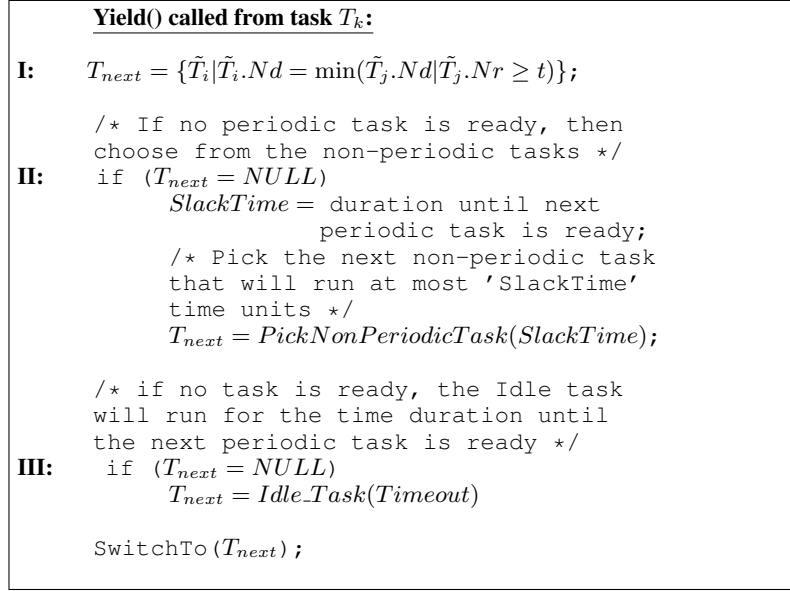 Yield() called from task T_k:
I: T_next = {T̃_i|T̃_i.Nd = min(T̃_j.Nd|T̃_j.Nr ≥ t)};
/* If no periodic task is ready, then
choose from the non-periodic tasks */
II: if (T_next = NULL)
SlackTime = duration until next
periodic task is ready;
/* Pick the next non-periodic task
that will run at most 'SlackTime'
time units */
T_next = PickNonPeriodicTask(SlackTime);
/* if no task is ready, the Idle task
will run for the time duration until
the next periodic task is ready */
III: if (T_next = NULL)
T_next = Idle_Task(Timeout)
SwitchTo(T_next);